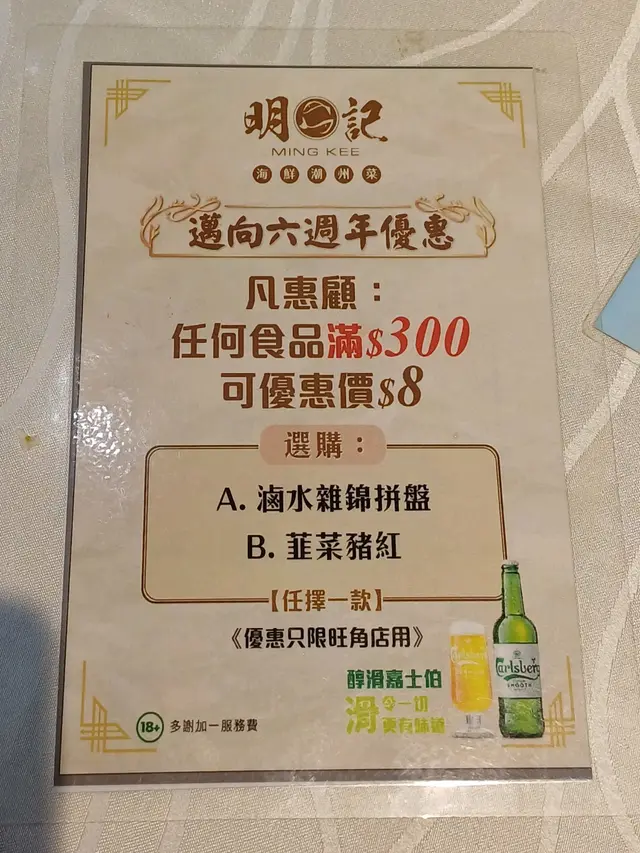 明記
MING KEE
海鮮潮州菜
邁向六週年優惠
凡惠顧：
任何食品滿$300
可優惠價$8
選購：
A. 滷水雜錦拼盤
B. 韮菜豬紅
【任擇一款】
《優惠只限旺角店用》
醇滑嘉士伯
滑令一切更有味道
Carlsberg
Carlsberg
SMOOTH
18+ 多謝加一服務費